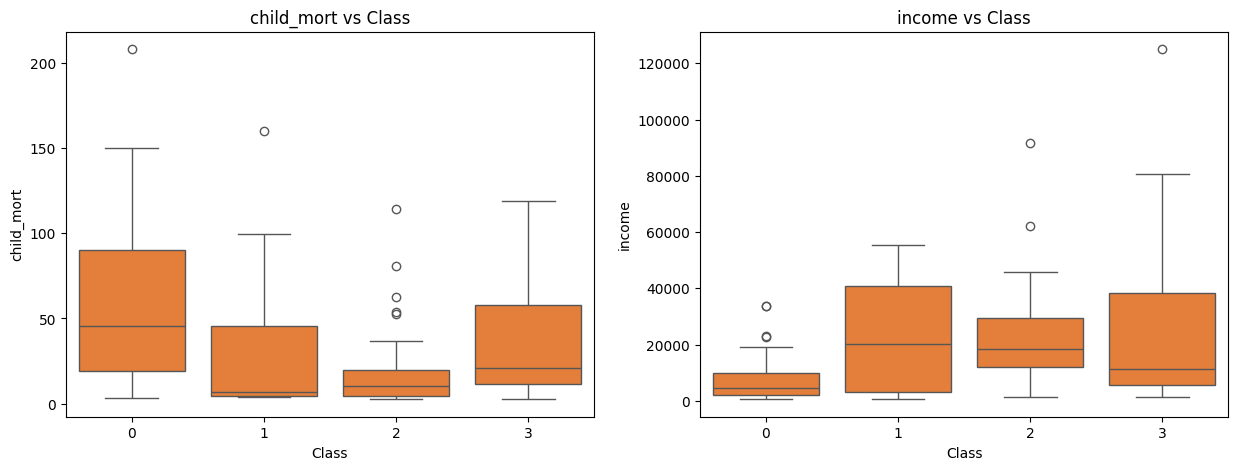 child_mort vs Class
200
150
100
50
0
child_mort
0 1 2 3
Class
income vs Class
120000
100000
80000
60000
40000
20000
0
income
0 1 2 3
Class